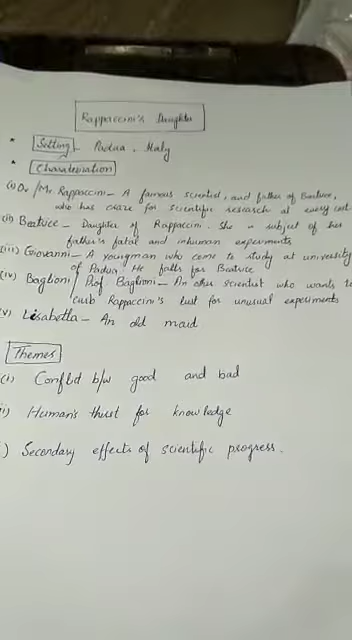 Rappaccini's Daughter
* Setting - Padua, Italy
* Charaterisation
(i) Dr/Mr. Rappaccini - A famous scientist, and father of Beatrice,
who has craze for scientific research at every cost
(ii) Beatrice - Daughter of Rappaccini. She is subject of her
father's fatal and inhuman experiments
(iii) Giovanni - A youngman who came to study at university
of Padua. He falls for Beatrice
(iv) Baglioni/Prof. Baglioni - An other scientist who wants to
curb Rappaccini's lust for unusual experiments
(v) Lisabetta - An old maid
Themes
(i) Conflict b/w good and bad
ii) Human's thirst for knowledge
) Secondary effects of scientific progress.